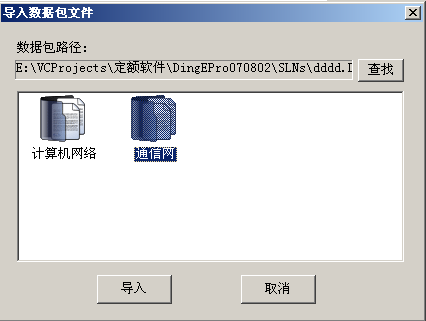 导入数据包文件
数据包路径：
E:\VCProjects\定额软件\DingEPro070802\SLNs\dddd.I
查找
计算机网络
通信网
导入
取消